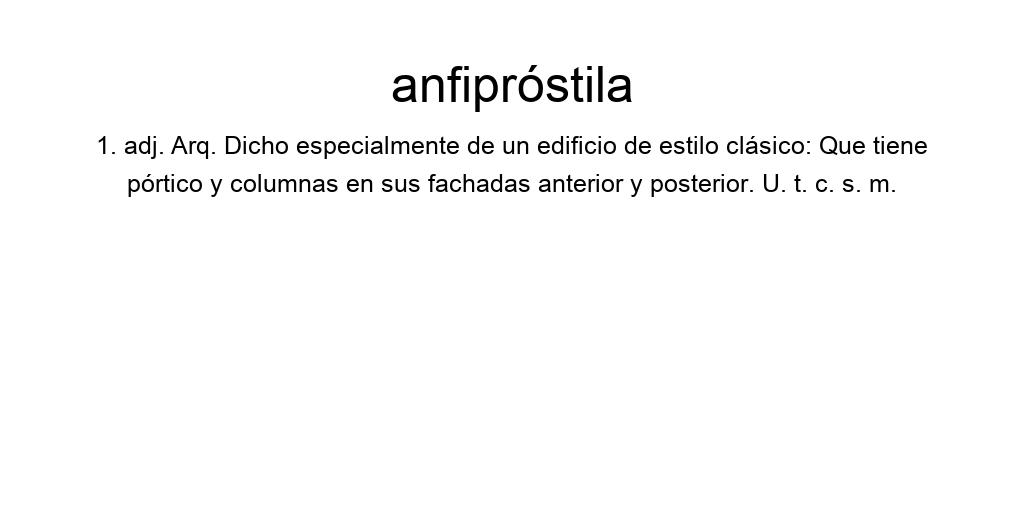 anfipróstila
1. adj. Arq. Dicho especialmente de un edificio de estilo clásico: Que tiene
pórtico y columnas en sus fachadas anterior y posterior. U. t. c. s. m.